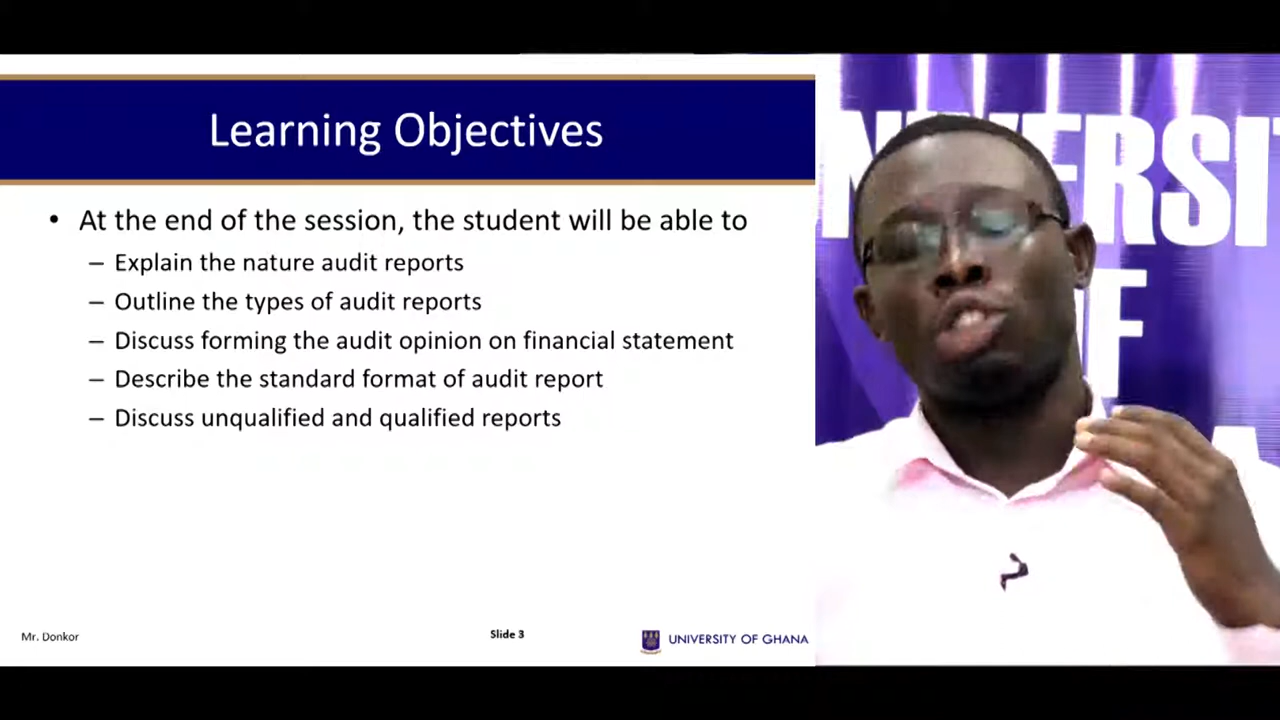 Learning Objectives
• At the end of the session, the student will be able to
– Explain the nature audit reports
– Outline the types of audit reports
– Discuss forming the audit opinion on financial statement
– Describe the standard format of audit report
– Discuss unqualified and qualified reports
Mr. Donkor
Slide 3
UNIVERSITY OF GHANA